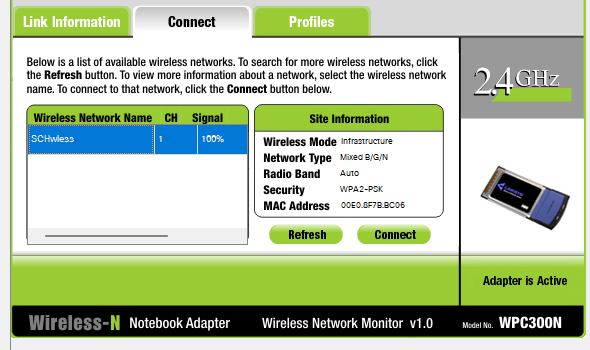 Link Information
Connect
Profiles
Below is a list of available wireless networks. To search for more wireless networks, click
the Refresh button. To view more information about a network, select the wireless network
name. To connect to that network, click the Connect button below.
2.4GHz
Wireless Network Name CH Signal
SCHwless 1 100%
Site Information
Wireless Mode Infrastructure
Network Type Mixed B/G/N
Radio Band Auto
Security WPA2-PSK
MAC Address 00E0.8F7B.BC06
Refresh
Connect
Adapter is Active
Wireless-N Notebook Adapter Wireless Network Monitor v1.0 Model No. WPC300N